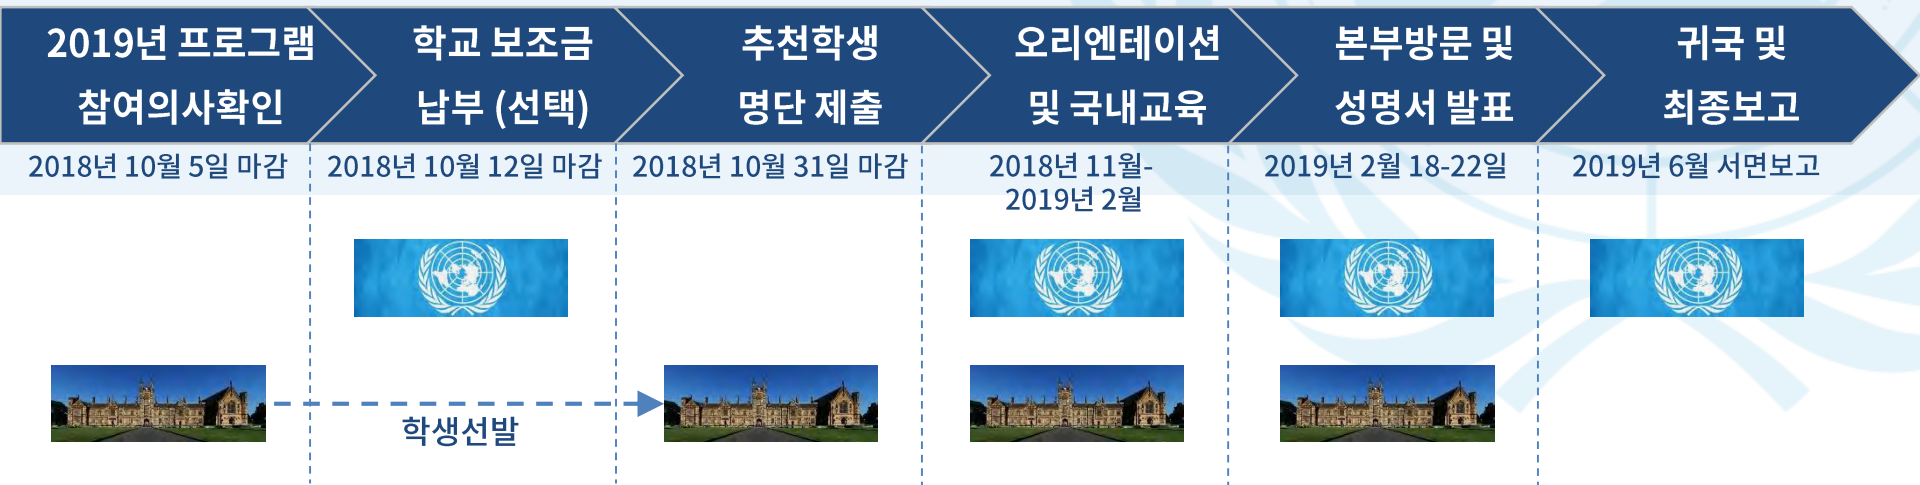 2019년 프로그램
참여의사확인
학교 보조금
납부 (선택)
추천학생
명단 제출
오리엔테이션
및 국내교육
본부방문 및
성명서 발표
귀국 및
최종보고
2018년 10월 5일 마감
2018년 10월 12일 마감
2018년 10월 31일 마감
2018년 11월-
2019년 2월
2019년 2월 18-22일
2019년 6월 서면보고
학생선발